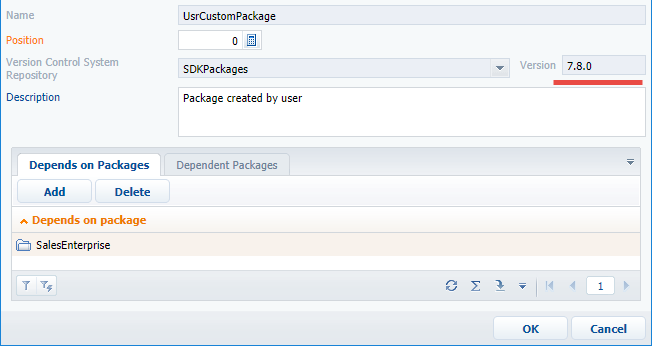 Name UsrCustomPackage
Position 0
Version Control System Repository SDKPackages Version 7.8.0
Description Package created by user
Depends on Packages Dependent Packages
Add Delete
Depends on package
SalesEnterprise
1
OK Cancel